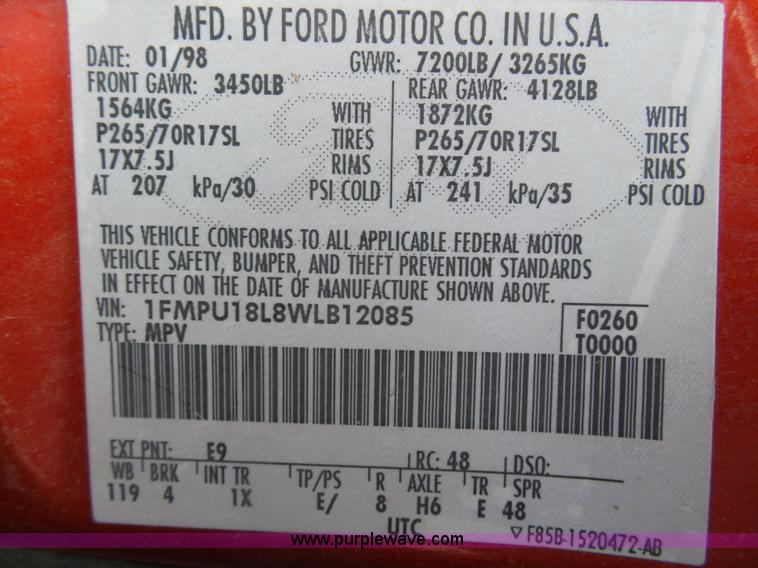 MFD. BY FORD MOTOR CO. IN U.S.A.
DATE: 01/98 GVWR: 7200LB/ 3265KG
FRONT GAWR: 3450LB REAR GAWR: 4128LB
1564KG WITH 1872KG WITH
P265/70R17SL TIRES P265/70R17SL TIRES
17X7.5J RIMS 17X7.5J RIMS
AT 207 kPa/30 PSI COLD AT 241 kPa/35 PSI COLD
THIS VEHICLE CONFORMS TO ALL APPLICABLE FEDERAL MOTOR
VEHICLE SAFETY, BUMPER, AND THEFT PREVENTION STANDARDS
IN EFFECT ON THE DATE OF MANUFACTURE SHOWN ABOVE.
VIN: 1FMPU18L8WLB12085 F0260
TYPE: MPV T0000
EXT PNT: E9 RC: 48 DSO:
WB BRK INT TR TP/PS R AXLE TR SPR
119 4 1X E/ 8 H6 E 48
UTC ▽F85B-1520472-AB
www.purplewave.com